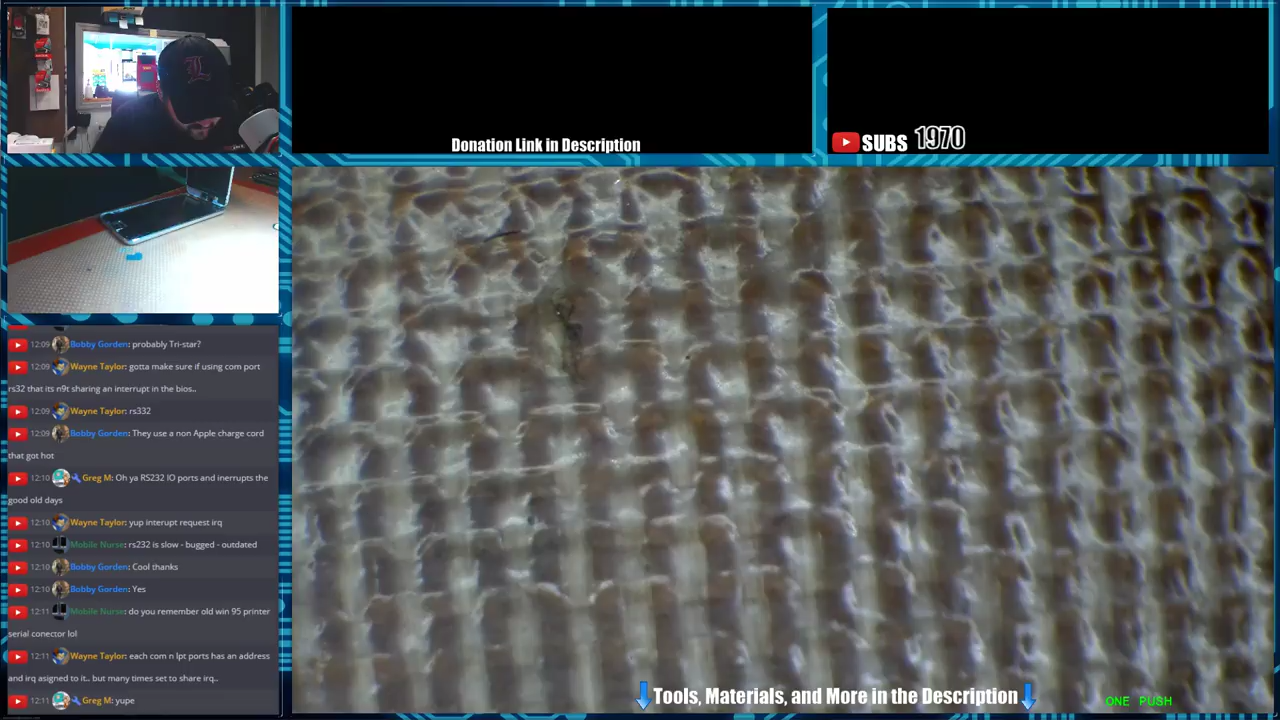 Donation Link in Description
SUBS 1970
12:09 Bobby Gorden: probably Tri-star?
12:09 Wayne Taylor: gotta make sure if using com port
rs32 that its n9t sharing an interrupt in the bios..
12:09 Wayne Taylor: rs332
12:09 Bobby Gorden: They use a non Apple charge cord
that got hot
12:10 Greg M: Oh ya RS232 IO ports and inerrupts the
good old days
12:10 Wayne Taylor: yup interupt request irq
12:10 Mobile Nurse: rs232 is slow - bugged - outdated
12:10 Bobby Gorden: Cool thanks
12:10 Bobby Gorden: Yes
12:11 Mobile Nurse: do you remember old win 95 printer
serial conector lol
12:11 Wayne Taylor: each com n lpt ports has an address
and irq asigned to it.. but many times set to share irq..
12:11 Greg M: yupe
Tools, Materials, and More in the Description
ONE PUSH